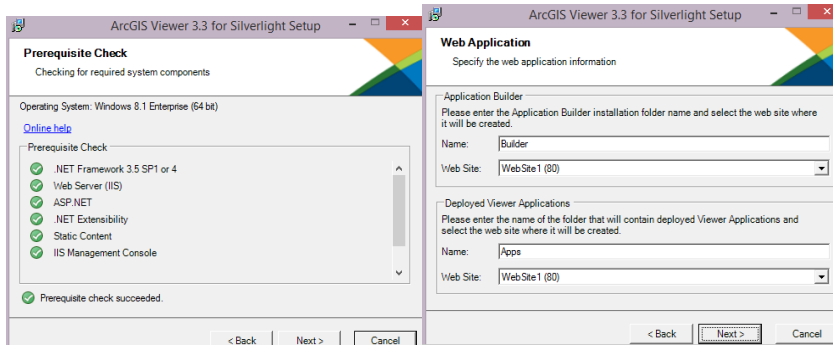 ArcGIS Viewer 3.3 for Silverlight Setup
Prerequisite Check
Checking for required system components
Operating System: Windows 8.1 Enterprise (64 bit)
Online help
Prerequisite Check
.NET Framework 3.5 SP1 or 4
Web Server (IIS)
ASP.NET
.NET Extensibility
Static Content
IIS Management Console
Prerequisite check succeeded.
< Back
Next >
Cancel
ArcGIS Viewer 3.3 for Silverlight Setup
Web Application
Specify the web application information
Application Builder
Please enter the Application Builder installation folder name and select the web site where
it will be created.
Name: Builder
Web Site: WebSite1 (80)
Deployed Viewer Applications
Please enter the name of the folder that will contain deployed Viewer Applications and
select the web site where it will be created.
Name: Apps
Web Site: WebSite1 (80)
< Back
Next >
Cancel